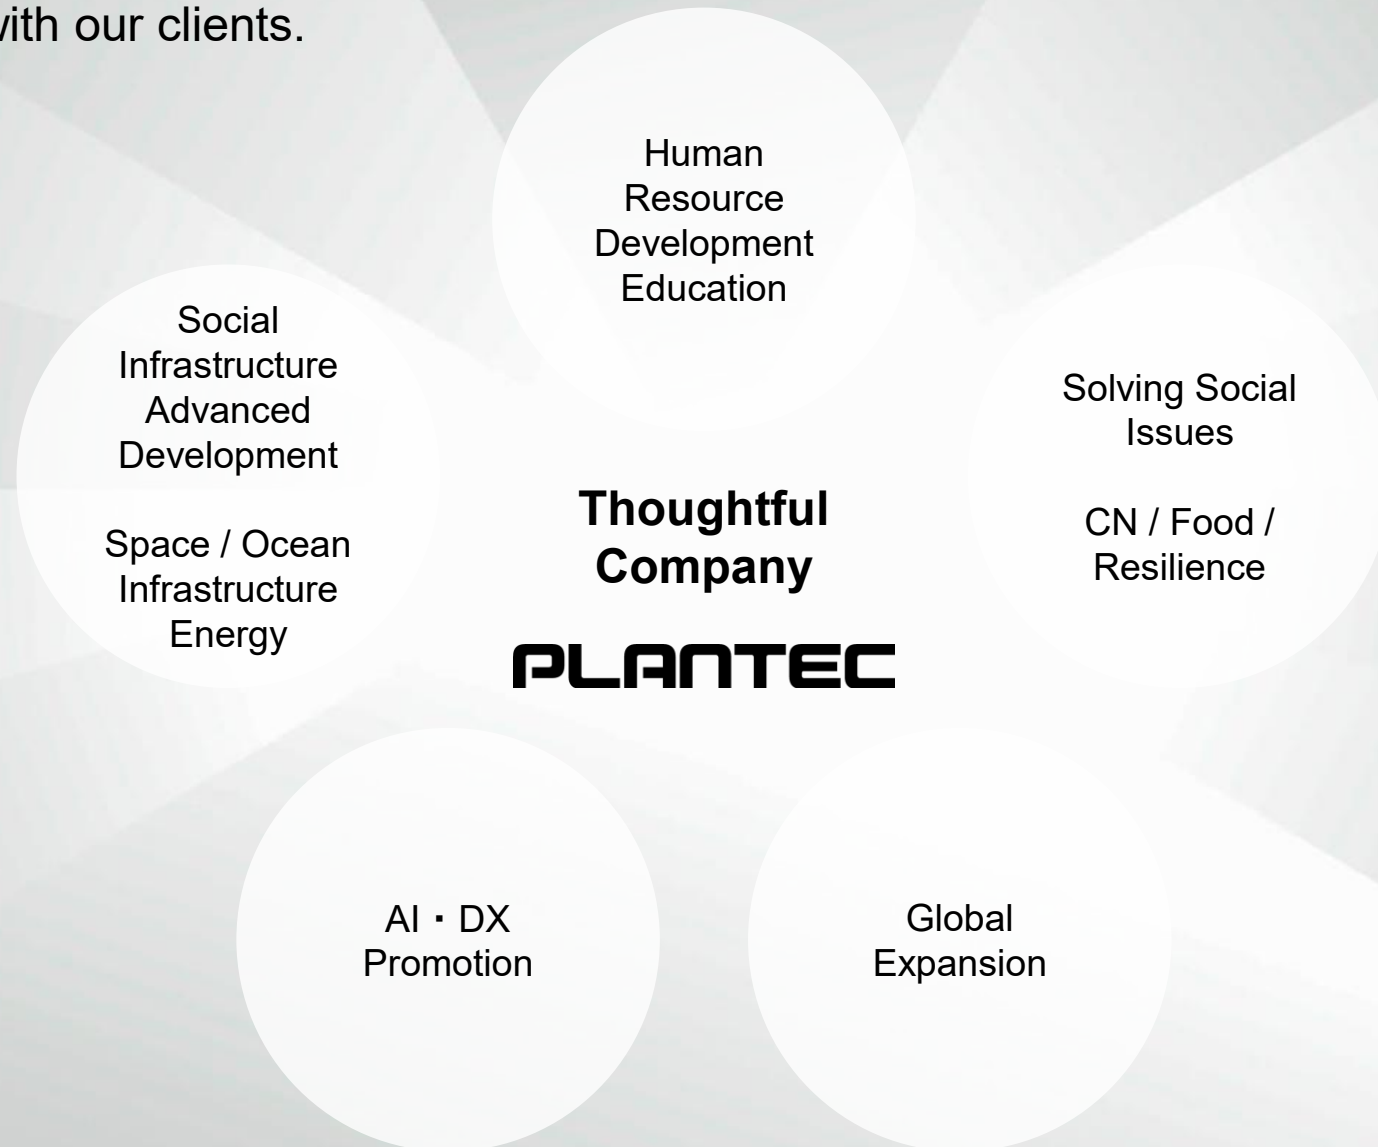 with our clients.
Human
Resource
Development
Education
Social
Infrastructure
Advanced
Development
Space / Ocean
Infrastructure
Energy
Solving Social
Issues
CN / Food /
Resilience
Thoughtful
Company
PLANTEC
AI・DX
Promotion
Global
Expansion